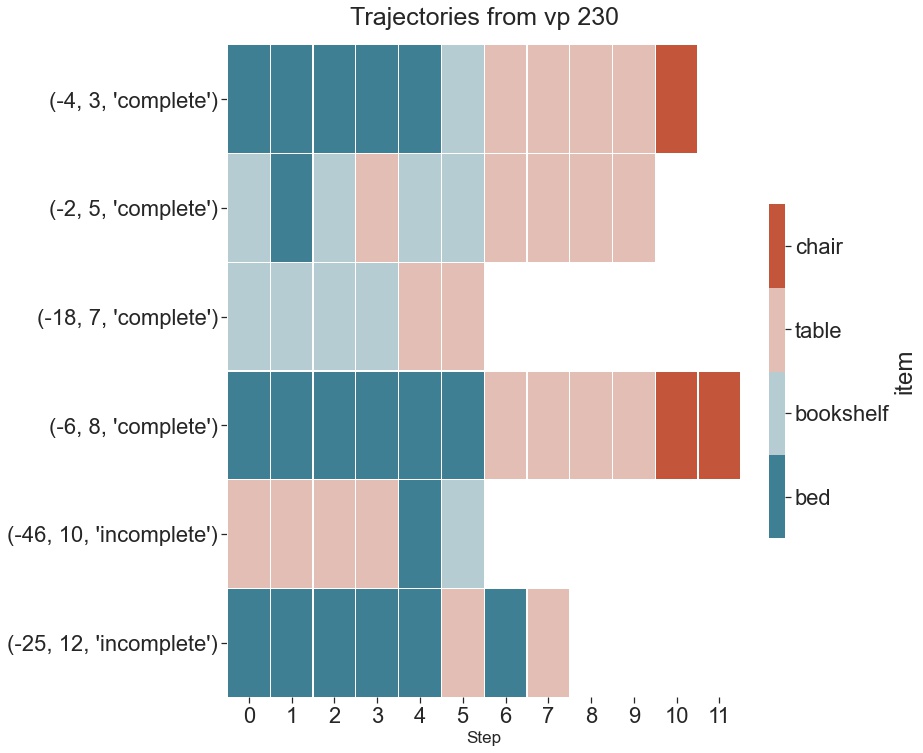 Trajectories from vp 230
(-4, 3, 'complete')
(-2, 5, 'complete')
(-18, 7, 'complete')
(-6, 8, 'complete')
(-46, 10, 'incomplete')
(-25, 12, 'incomplete')
0 1 2 3 4 5 6 7 8 9 10 11
Step
chair
table
bookshelf
bed
item